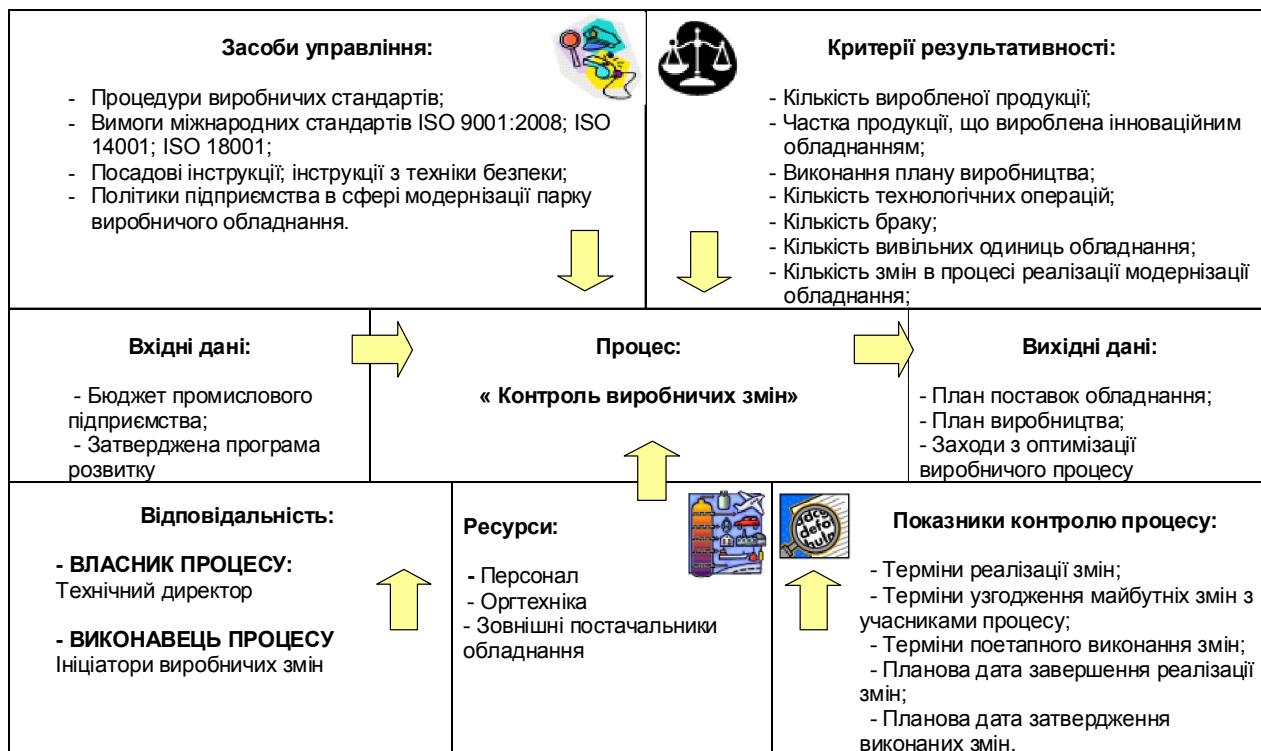 Засоби управління:
- Процедури виробничих стандартів;
- Вимоги міжнародних стандартів ISO 9001:2008; ISO
14001; ISO 18001;
- Посадові інструкції; інструкції з техніки безпеки;
- Політики підприємства в сфері модернізації парку
виробничого обладнання.
Критерії результативності:
- Кількість виробленої продукції;
- Частка продукції, що вироблена інноваційним
обладнанням;
- Виконання плану виробництва;
- Кількість технологічних операцій;
- Кількість браку;
- Кількість вивільних одиниць обладнання;
- Кількість змін в процесі реалізації модернізації
обладнання;
Вхідні дані:
- Бюджет промислового
підприємства;
- Затверджена програма
розвитку
Процес:
« Контроль виробничих змін»
Вихідні дані:
- План поставок обладнання;
- План виробництва;
- Заходи з оптимізації
виробничого процесу
Відповідальність:
- ВЛАСНИК ПРОЦЕСУ:
Технічний директор
- ВИКОНАВЕЦЬ ПРОЦЕСУ
Ініціатори виробничих змін
Ресурси:
- Персонал
- Оргтехніка
- Зовнішні постачальники
обладнання
Показники контролю процесу:
- Терміни реалізації змін;
- Терміни узгодження майбутніх змін з
учасниками процесу;
- Терміни поетапного виконання змін;
- Планова дата завершення реалізації
змін;
- Планова дата затвердження
виконаних змін.